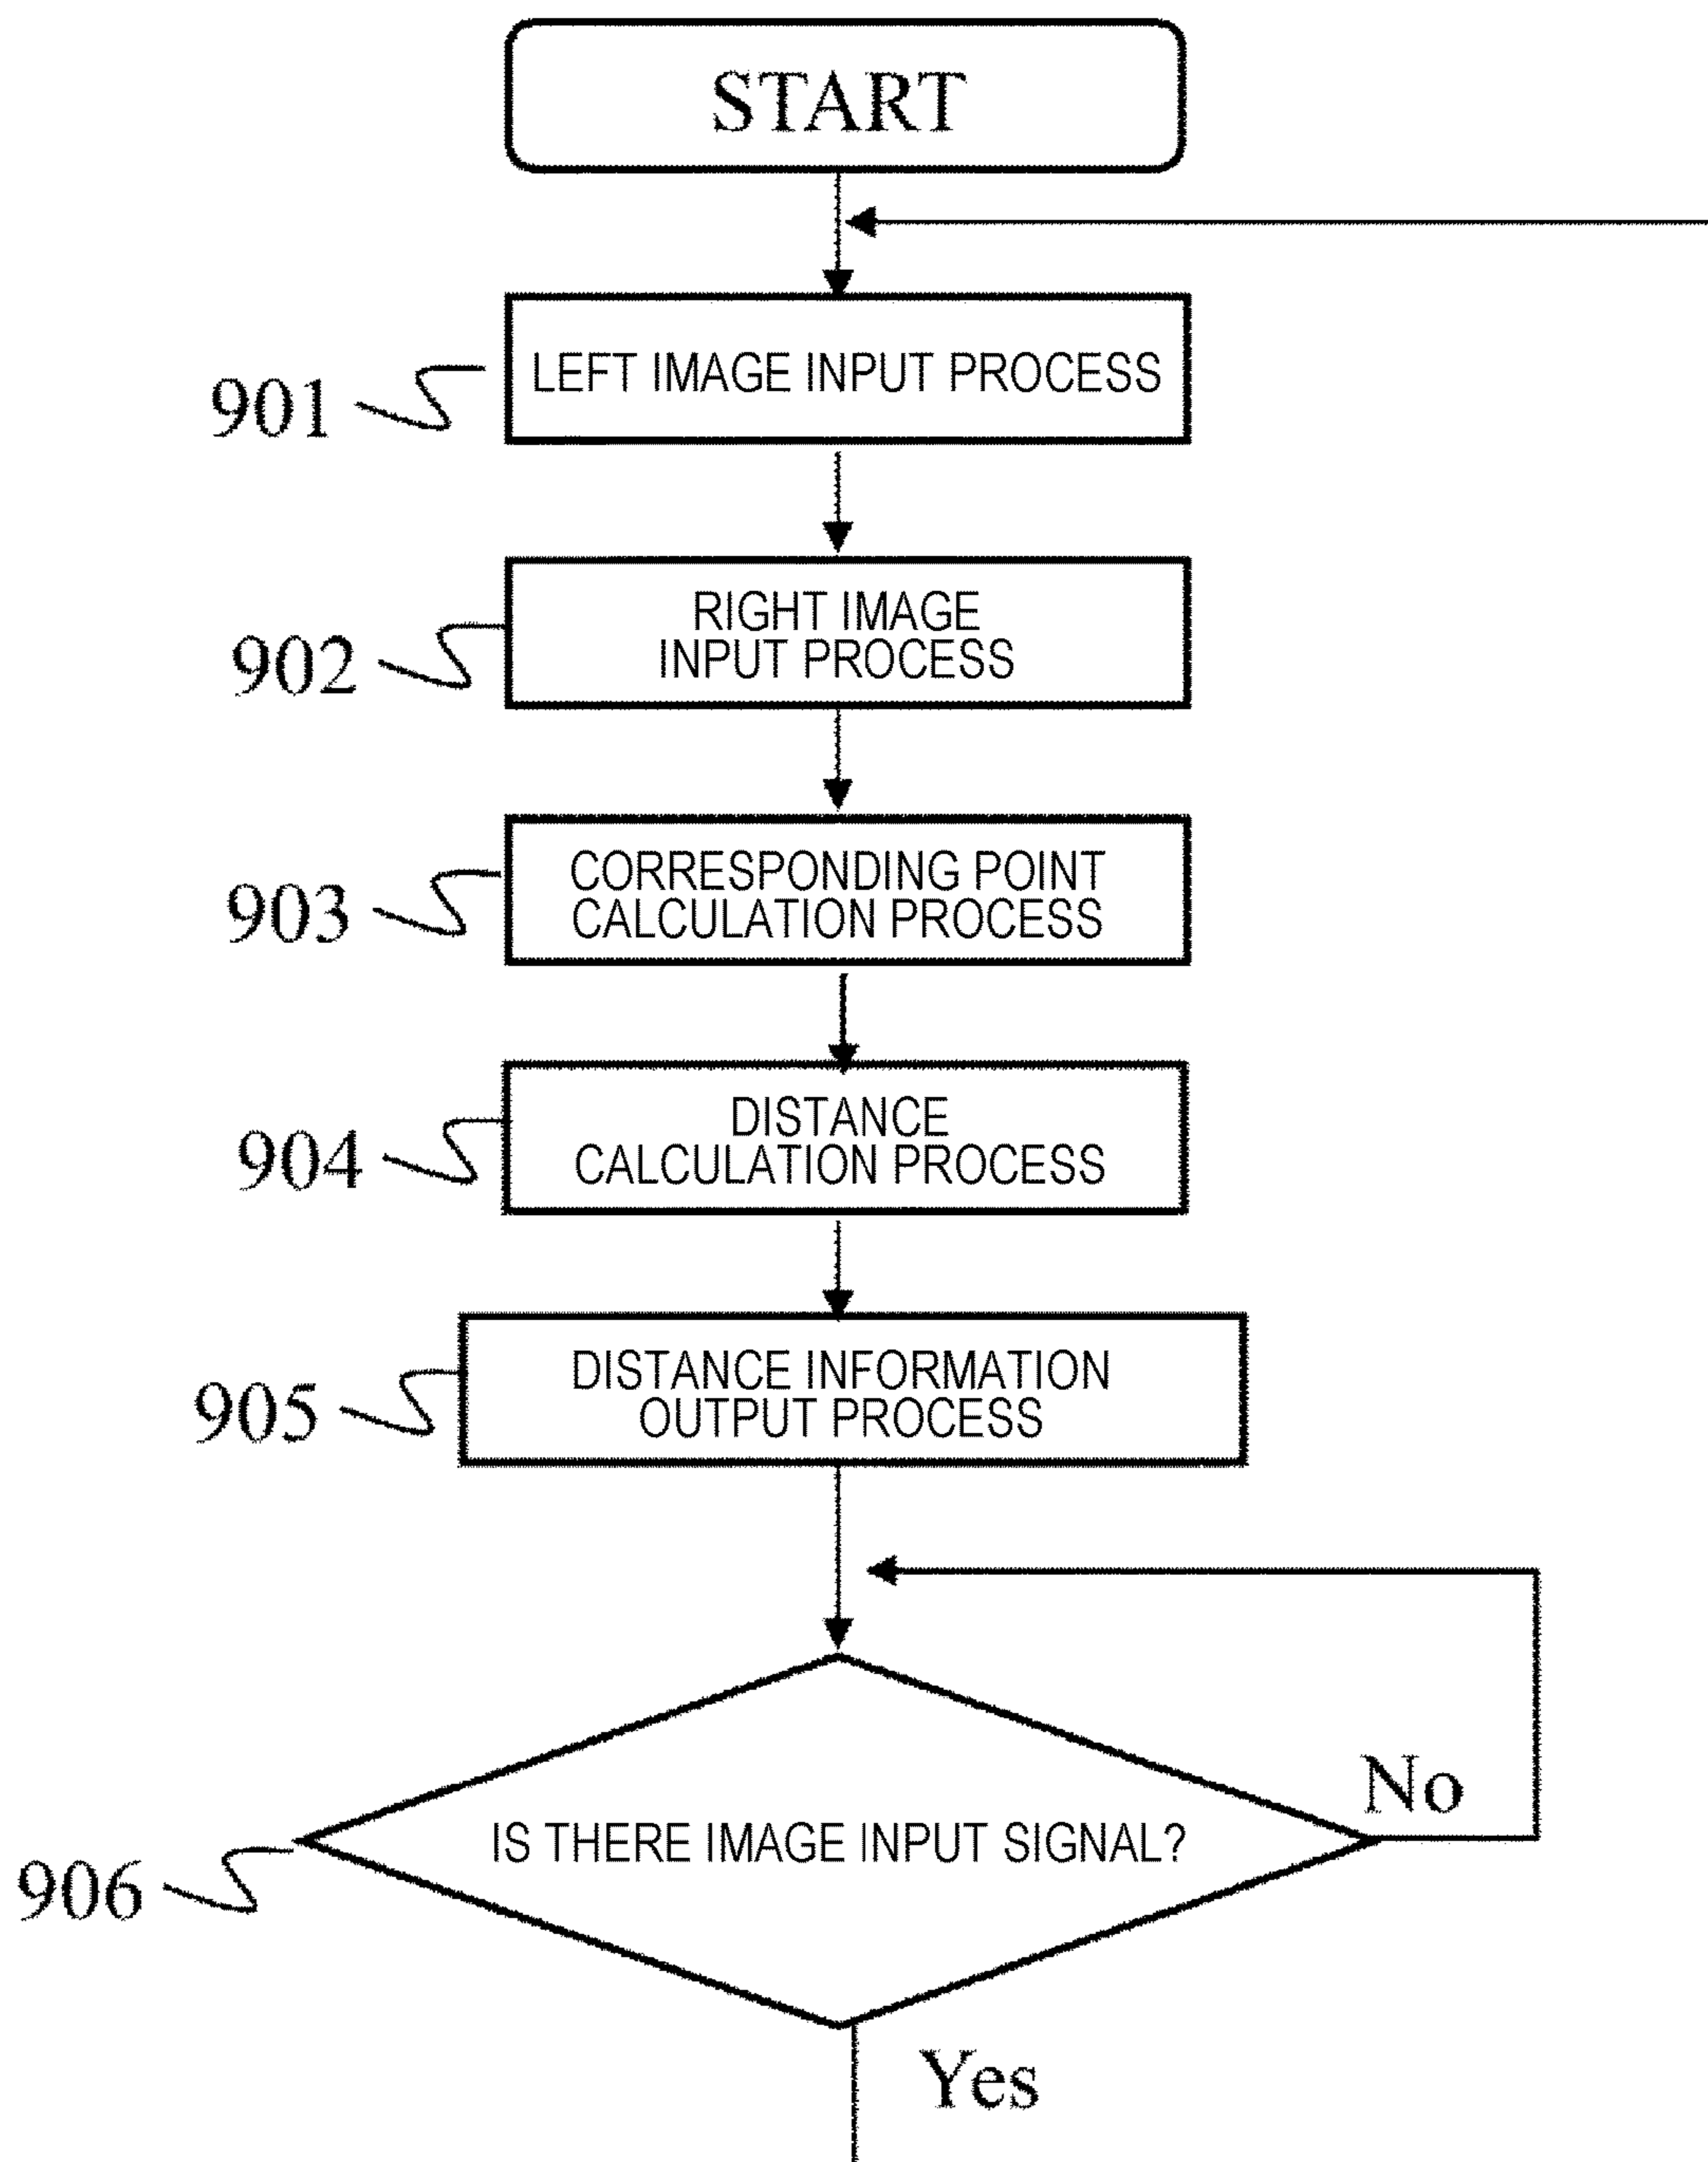 START
901
LEFT IMAGE INPUT PROCESS
902
RIGHT IMAGE
INPUT PROCESS
903
CORRESPONDING POINT
CALCULATION PROCESS
904
DISTANCE
CALCULATION PROCESS
905
DISTANCE INFORMATION
OUTPUT PROCESS
906
IS THERE IMAGE INPUT SIGNAL?
No
Yes